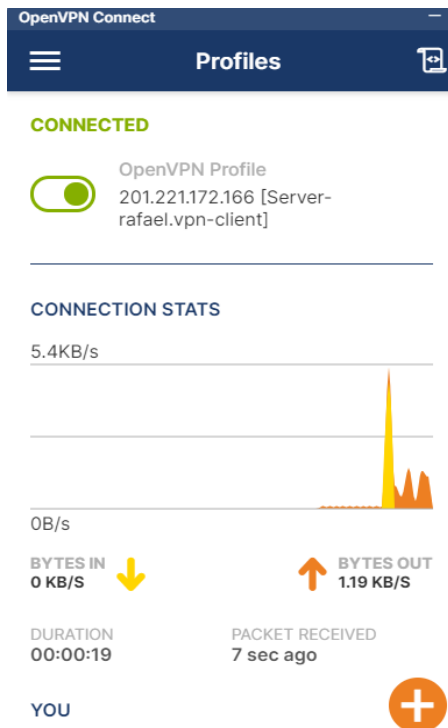 OpenVPN Connect
Profiles
CONNECTED
OpenVPN Profile
201.221.172.166 [Server-
rafael.vpn-client]
CONNECTION STATS
5.4KB/s
0B/s
BYTES IN
0 KB/S
BYTES OUT
1.19 KB/S
DURATION
00:00:19
PACKET RECEIVED
7 sec ago
YOU